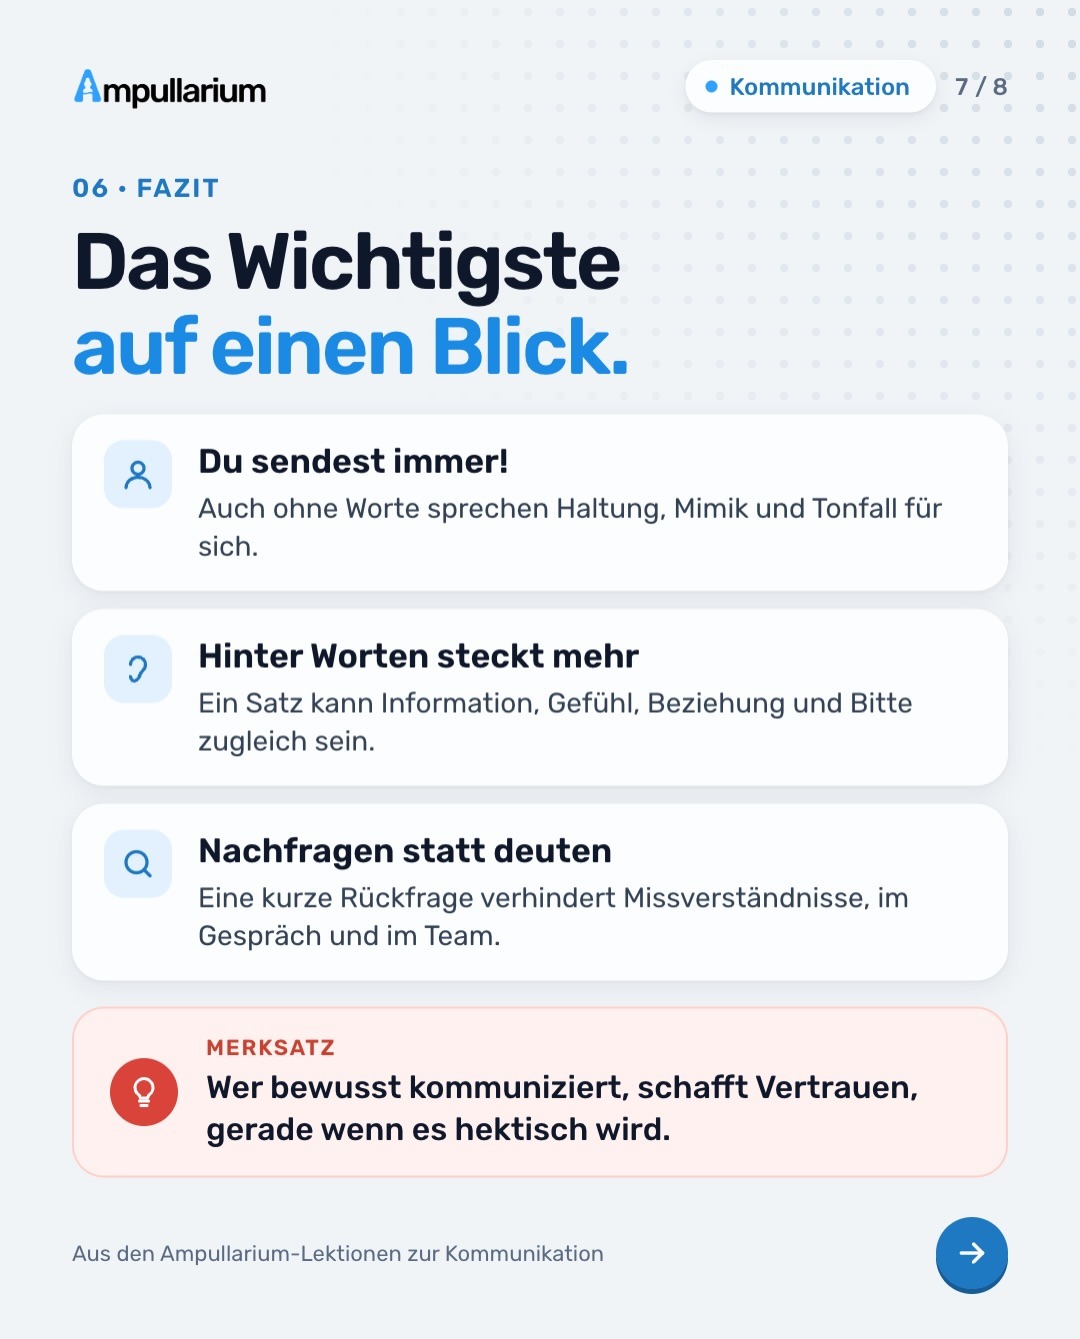 Ampullarium
Kommunikation
7 / 8
06 • FAZIT
Das Wichtigste
auf einen Blick.
Du sendest immer!
Auch ohne Worte sprechen Haltung, Mimik und Tonfall für
sich.
Hinter Worten steckt mehr
Ein Satz kann Information, Gefühl, Beziehung und Bitte
zugleich sein.
Nachfragen statt deuten
Eine kurze Rückfrage verhindert Missverständnisse, im
Gespräch und im Team.
MERKSATZ
Wer bewusst kommuniziert, schafft Vertrauen,
gerade wenn es hektisch wird.
Aus den Ampullarium-Lektionen zur Kommunikation